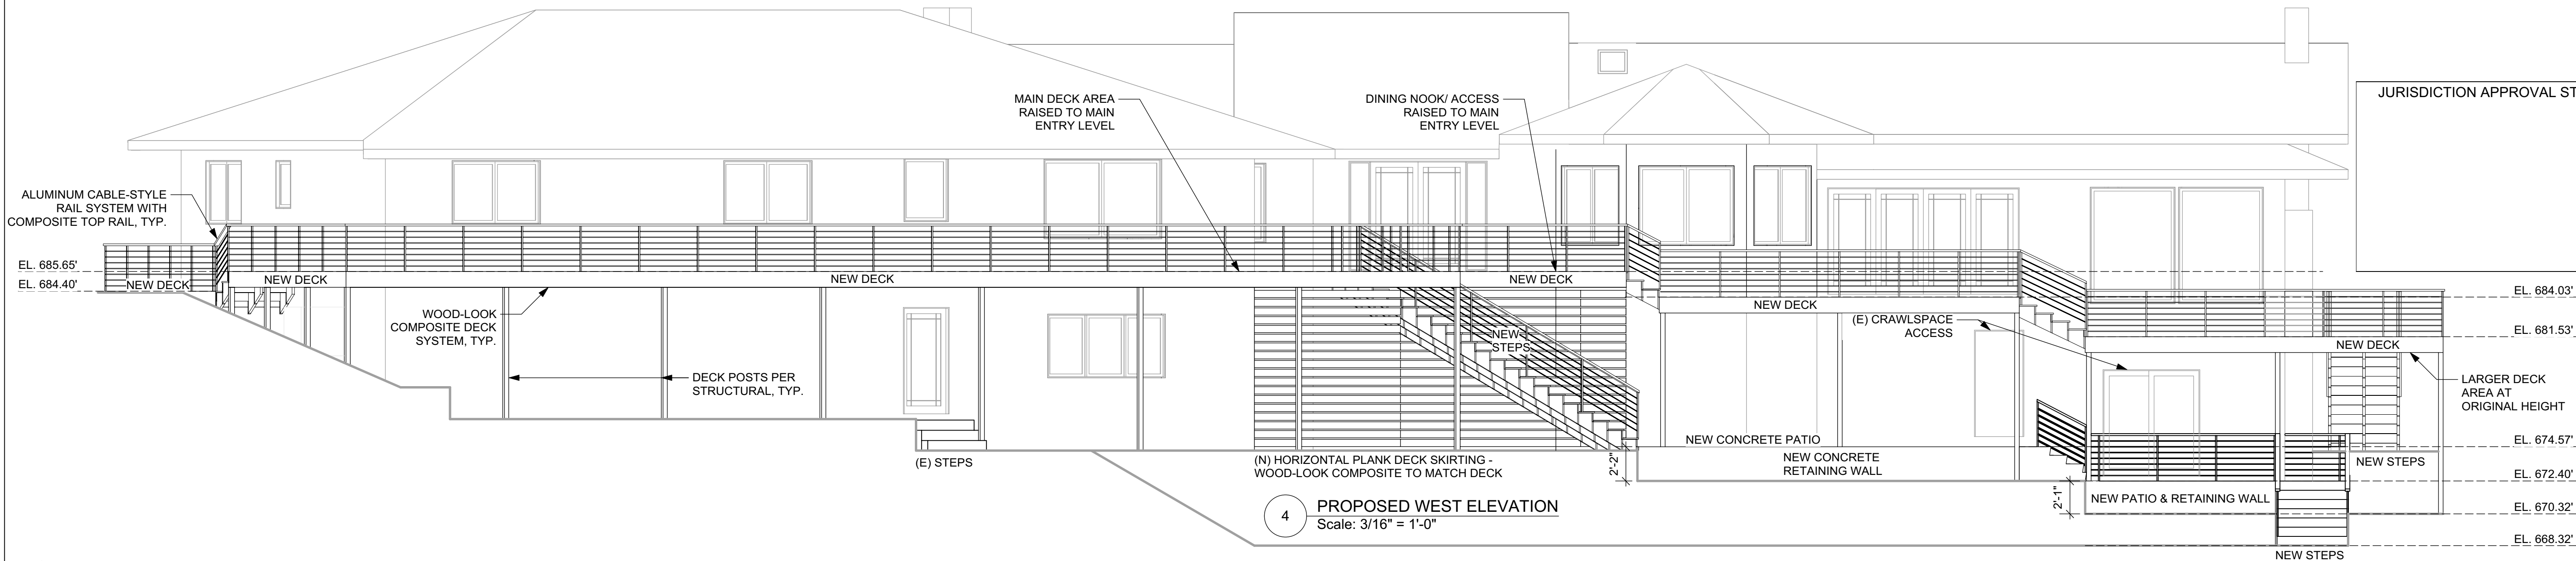 JURISDICTION APPROVAL ST
MAIN DECK AREA
RAISED TO MAIN
ENTRY LEVEL
DINING NOOK/ ACCESS
RAISED TO MAIN
ENTRY LEVEL
ALUMINUM CABLE-STYLE
RAIL SYSTEM WITH
COMPOSITE TOP RAIL, TYP.
EL. 685.65'
EL. 684.40'
NEW DECK
NEW DECK
NEW DECK
NEW DECK
NEW DECK
NEW DECK
EL. 684.03'
EL. 681.53'
WOOD-LOOK
COMPOSITE DECK
SYSTEM, TYP.
NEW
STEPS
(E) CRAWLSPACE
ACCESS
DECK POSTS PER
STRUCTURAL, TYP.
LARGER DECK
AREA AT
ORIGINAL HEIGHT
EL. 674.57'
EL. 672.40'
EL. 670.32'
EL. 668.32'
NEW CONCRETE PATIO
NEW CONCRETE
RETAINING WALL
(E) STEPS
(N) HORIZONTAL PLANK DECK SKIRTING -
WOOD-LOOK COMPOSITE TO MATCH DECK
2'-2"
NEW STEPS
NEW PATIO & RETAINING WALL
2'-1"
4
PROPOSED WEST ELEVATION
Scale: 3/16" = 1'-0"
NEW STEPS